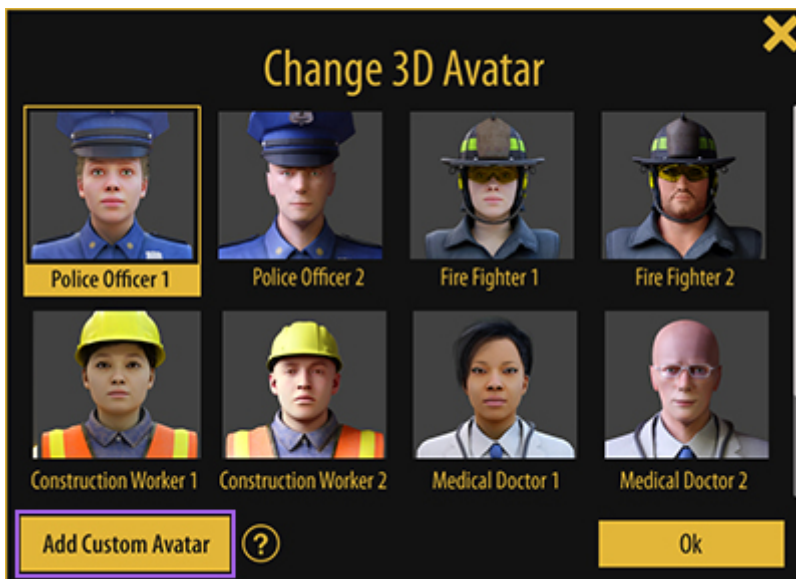 Change 3D Avatar
Police Officer 1
Police Officer 2
Fire Fighter 1
Fire Fighter 2
Construction Worker 1
Construction Worker 2
Medical Doctor 1
Medical Doctor 2
Add Custom Avatar
?
Ok